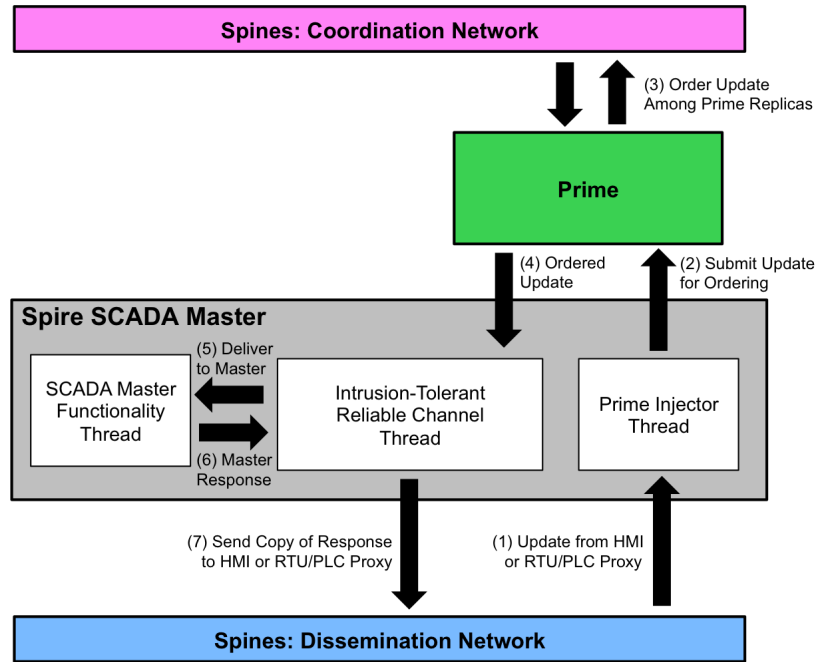 Spines: Coordination Network
(3) Order Update
Among Prime Replicas
Prime
(4) Ordered
Update
(2) Submit Update
for Ordering
Spire SCADA Master
(5) Deliver
to Master
SCADA Master
Functionality
Thread
Intrusion-Tolerant
Reliable Channel
Thread
Prime Injector
Thread
(6) Master
Response
(7) Send Copy of Response
to HMI or RTU/PLC Proxy
(1) Update from HMI
or RTU/PLC Proxy
Spines: Dissemination Network